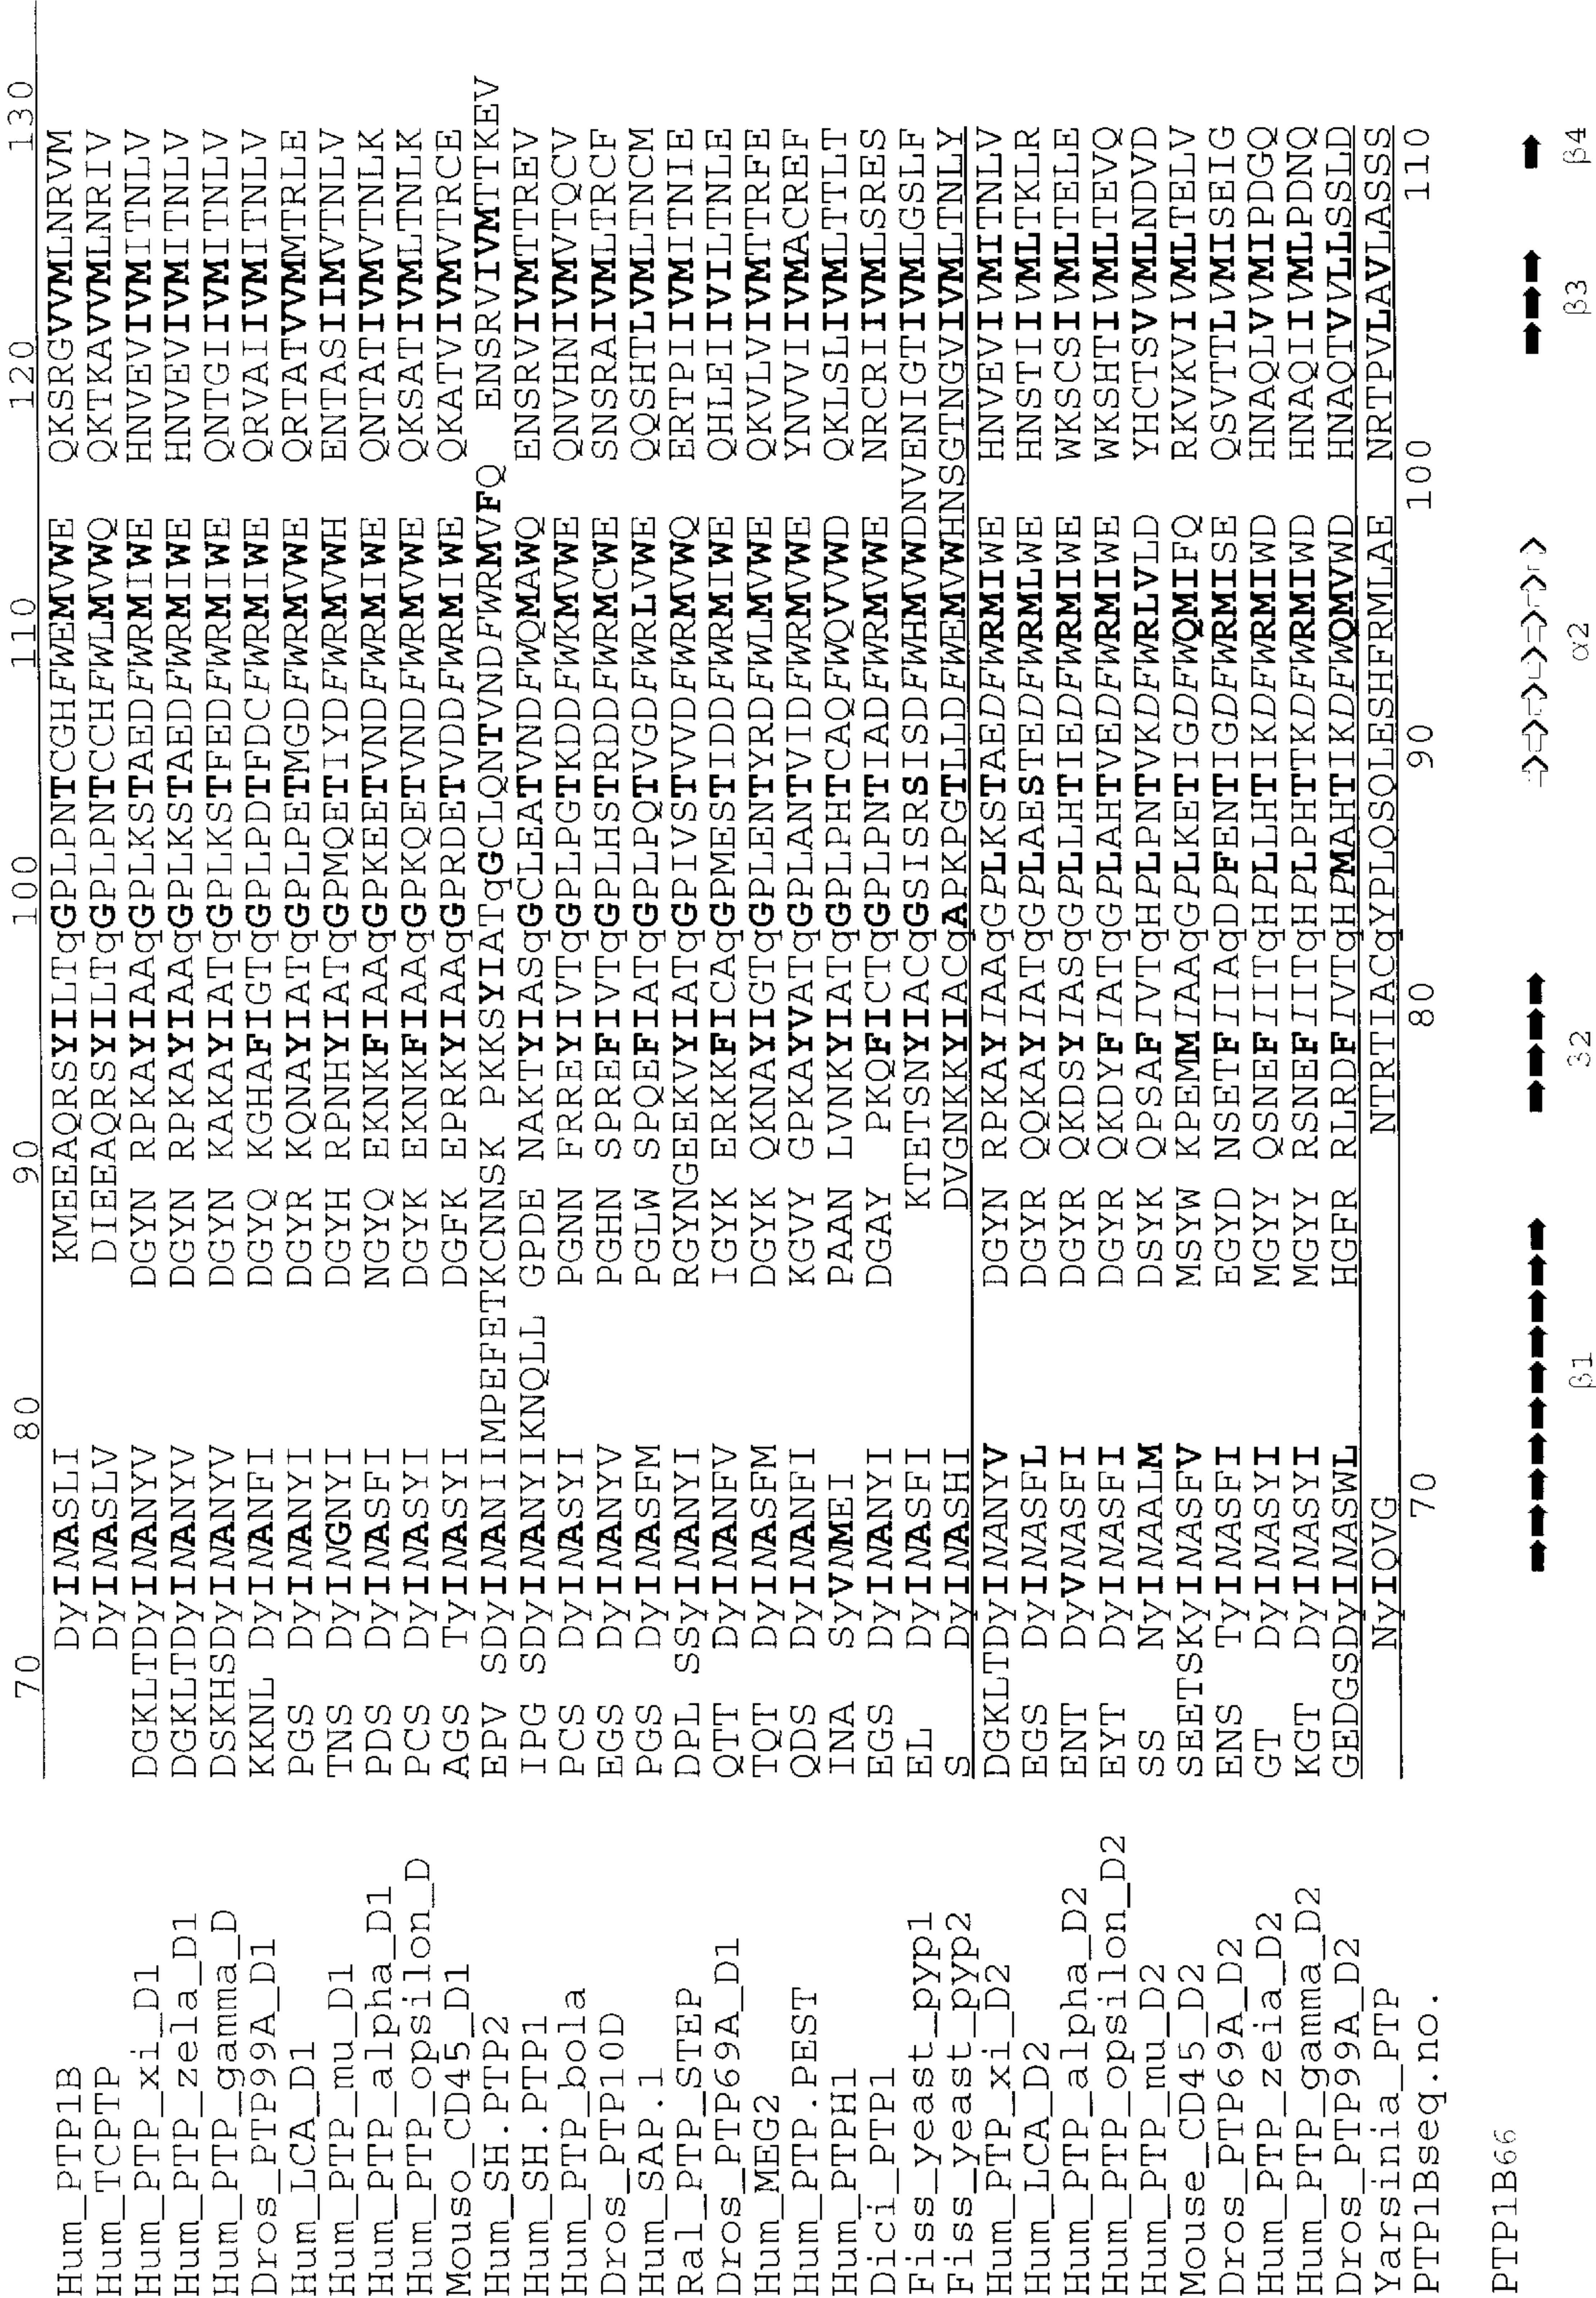 70 80 90 100 110 120 130
Hum_PTP1B DyINASLI KMEEAQRSYILTqGPLPNTCGHFWEMVWE QKSRGVVMLNRVM
Hum_TCPTP DyINASLV DIEEAQRSYILTqGPLPNTCCHFWLMVWQ QKTKAVVMLNRIV
Hum_PTP_xi_D1 DGKLTDyINANYV DGYN RPKAYIAAqGPLKSTAEDFWRMIWE HNVEVIVMITNLV
Hum_PTP_zela_D1 DGKLTDyINANYV DGYN RPKAYIAAqGPLKSTAEDFWRMIWE HNVEVIVMITNLV
Hum_PTP_gamma_D DSKHSDyINANYV DGYN KAKAYIATqGPLKSTFEDFWRMIWE QNTGIIVMITNLV
Dros_PTP99A_D1 KKNL DyINANFI DGYQ KGHAFIGTqGPLPDTFDCFWRMIWE QRVAIIVMITNLV
Hum_LCA_D1 PGS DyINANYI DGYR KQNAYIATqGPLPETMGDFWRMVWE QRTATVVMMTRLE
Hum_PTP_mu_D1 TNS DyINGNYI DGYH RPNHYIATqGPMQETIYDFWRMVWH ENTASIIMVTNLV
Hum_PTP_alpha_D1 PDS DyINASFI NGYQ EKNKFIAAqGPKEETVNDFWRMIWE QNTATIVMVTNLK
Hum_PTP_opsilon_D PCS DyINASYI DGYK EKNKFIAAqGPKQETVNDFWRMVWE QKSATIVMLTNLK
Mouso_CD45_D1 AGS TyINASYI DGFK EPRKYIAAqGPRDETVDDFWRMIWE QKATVIVMVTRCE
Hum_SH.PTP2 EPV SDyINANIIMPEFETKCNNSK PKKSYIATqGCLQNTVNDFWRMVFQ ENSRVIVMTTKEV
Hum_SH.PTP1 IPG SDyINANYIKNQLL GPDE NAKTYIASqGCLEATVNDFWQMAWQ ENSRVIVMTTREV
Hum_PTP_bola PCS DyINASYI PGNN FRREYIVTqGPLPGTKDDFWKMVWE QNVHNIVMVTQCV
Dros_PTP10D EGS DyINANYV PGHN SPREFIVTqGPLHSTRDDFWRMCWE SNSRAIVMLTRCF
Hum_SAP.1 PGS DyINASFM PGLW SPQEFIATqGPLPQTVGDFWRLVWE QQSHTLVMLTNCM
Ral_PTP_STEP DPL SSyINANYI RGYNGEEKVYIATqGPIVSTVVDFWRMVWQ ERTPIIVMITNIE
Dros_PTP69A_D1 QTT DyINANFV IGYK ERKKFICAqGPMESTIDDFWRMIWE QHLEIIVILTNLE
Hum_MEG2 TQT DyINASFM DGYK QKNAYIGTqGPLENTYRDFWLMVWE QKVLVIVMTTRFE
Hum_PTP.PEST QDS DyINANFI KGVY GPKAYVATqGPLANTVIDFWRMVWE YNVVIIVMACREF
Hum_PTPH1 INA SyVNMEI PAAN LVNKYIATqGPLPHTCAQFWQVVWD QKLSLIVMLTTLT
Dici_PTP1 EGS DyINANYI DGAY PKQFICTqGPLPNTIADFWRMVWE NRCRIIVMLSRES
Fiss_yeast_pyp1 EL DyINASFI KTETSNYIACqGSISRSISDFWHMVWDNVENIGTIVMLGSLF
Fiss_yeast_pyp2 S DyINASHI DVGNKKYIACqAPKPGTLLDFWEMVWHNSGTNGVIVMLTNLY
Hum_PTP_xi_D2 DGKLTDyINANYV DGYN RPKAYIAAqGPLKSTAEDFWRMIWE HNVEVIVMITNLV
Hum_LCA_D2 EGS DyINASFL DGYR QQKAYIATqGPLAESTEDFWRMLWE HNSTIIVMLTKLR
Hum_PTP_alpha_D2 ENT DyVNASFI DGYR QKDSYIASqGPLLHTIEDFWRMIWE WKSCSIVMLTELE
Hum_PTP_opsilon_D2 EYT DyINASFI DGYR QKDYFIATqGPLAHTVEDFWRMIWE WKSHTIVMLTEVQ
Hum_PTP_mu_D2 SS NyINAALM DSYK QPSAFIVTqHPLPNTVKDFWRLVLD YHCTSVVMLNDVD
Mouse_CD45_D2 SEETSKyINASFV MSYW KPEMMIAAqGPLKETIGDFWQMIFQ RKVKVIVMLTELV
Dros_PTP69A_D2 ENS TyINASFI EGYD NSETFIIAqDPFENTIGDFWRMISE QSVTTLVMISEIG
Hum_PTP_zeia_D2 GT DyINASYI MGYY QSNEFIITqHPLLHTIKDFWRMIWD HNAQLVVMIPDGQ
Hum_PTP_gamma_D2 KGT DyINASYI MGYY RSNEFIITqHPLPHTTKDFWRMIWD HNAQIIVMLPDNQ
Dros_PTP99A_D2 GEDGSDyINASWL HGFR RLRDFIVTqHPMAHTIKDFWQMVWD HNAQTVVLLSSLD
Yarsinia_PTP NyIQVG NTRTIACqYPLQSQLESHFRMLAE NRTPVLAVLASSS
PTP1Bseq.no. 70 80 90 100 110
PTP1B66
β1 32 α2 β3 β4